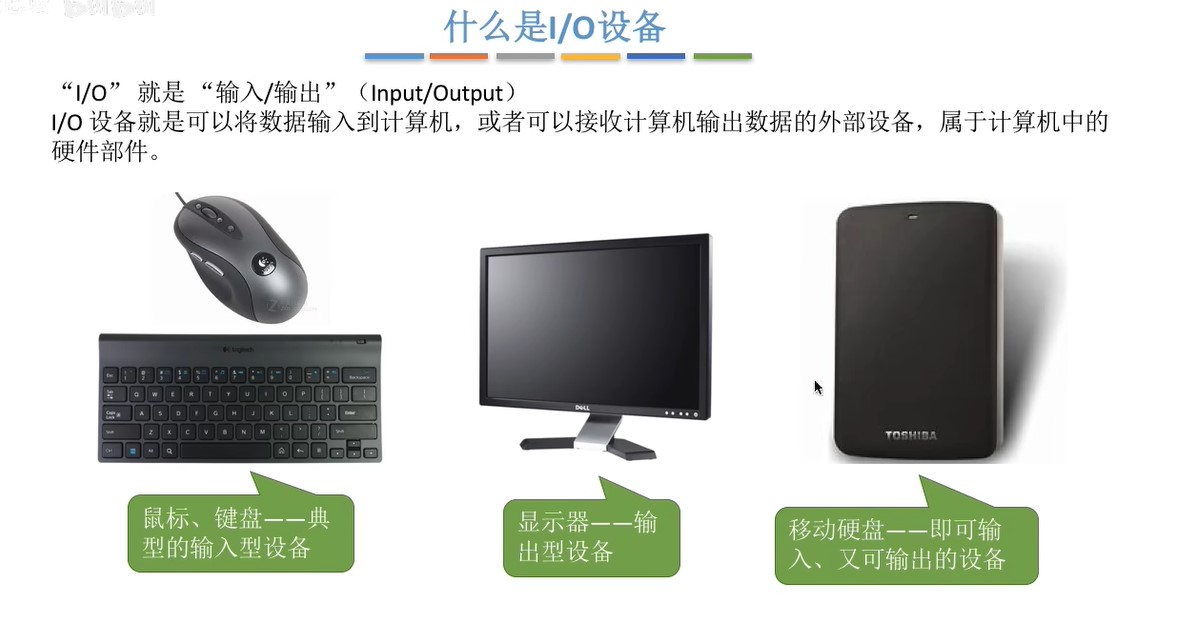 什么是I/O设备
“I/O” 就是 “输入/输出”（Input/Output）
I/O 设备就是可以将数据输入到计算机，或者可以接收计算机输出数据的外部设备，属于计算机中的
硬件部件。
DELL
TOSHIBA
鼠标、键盘——典
型的输入型设备
显示器——输
出型设备
移动硬盘——即可输
入、又可输出的设备